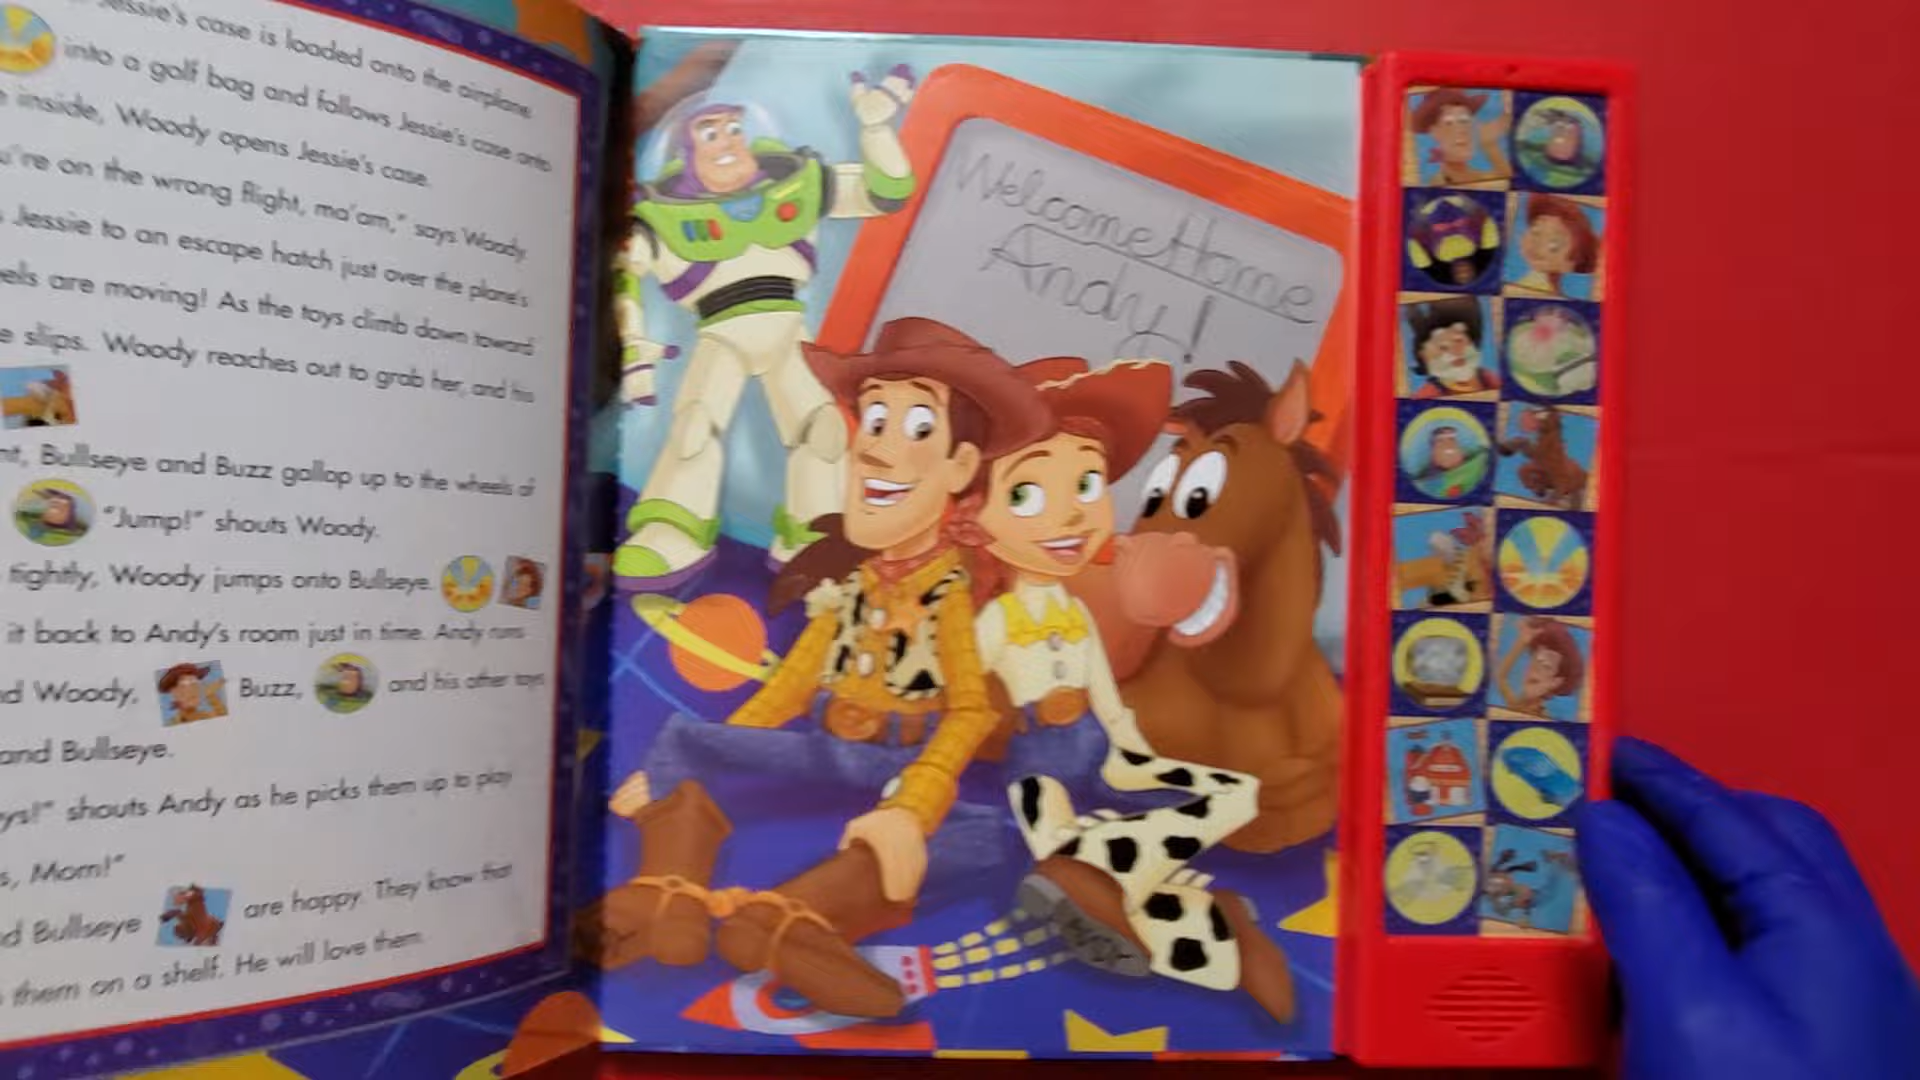 Jessie's case is loaded onto the airplane
into a golf bag and follows Jessie's case onto
inside, Woody opens Jessie's case.
on the wrong flight, ma'am," says Woody.
Jessie to an escape hatch just over the plane's
are moving! As the toys climb down toward
slips. Woody reaches out to grab her, and his
Bullseye and Buzz gallop up to the wheels of
"Jump!" shouts Woody.
tightly, Woody jumps onto Bullseye.
it back to Andy's room just in time. Andy runs
Woody, Buzz, and his other toys
and Bullseye.
shouts Andy as he picks them up to play
Mom!"
Bullseye are happy. They know that
them on a shelf. He will love them.
Welcome Home
Andy!